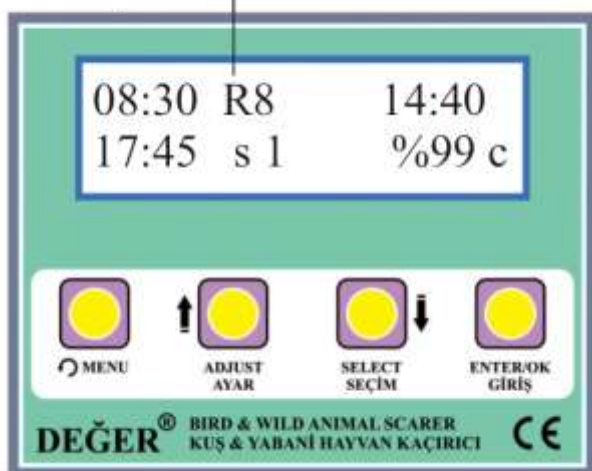 08:30 R8 14:40
17:45 s 1 %99 c
MENU
ADJUST
AYAR
SELECT
SEÇİM
ENTER/OK
GİRİŞ
DEĞER® BIRD & WILD ANIMAL SCARER
KUŞ & YABANİ HAYVAN KAÇIRICI CE